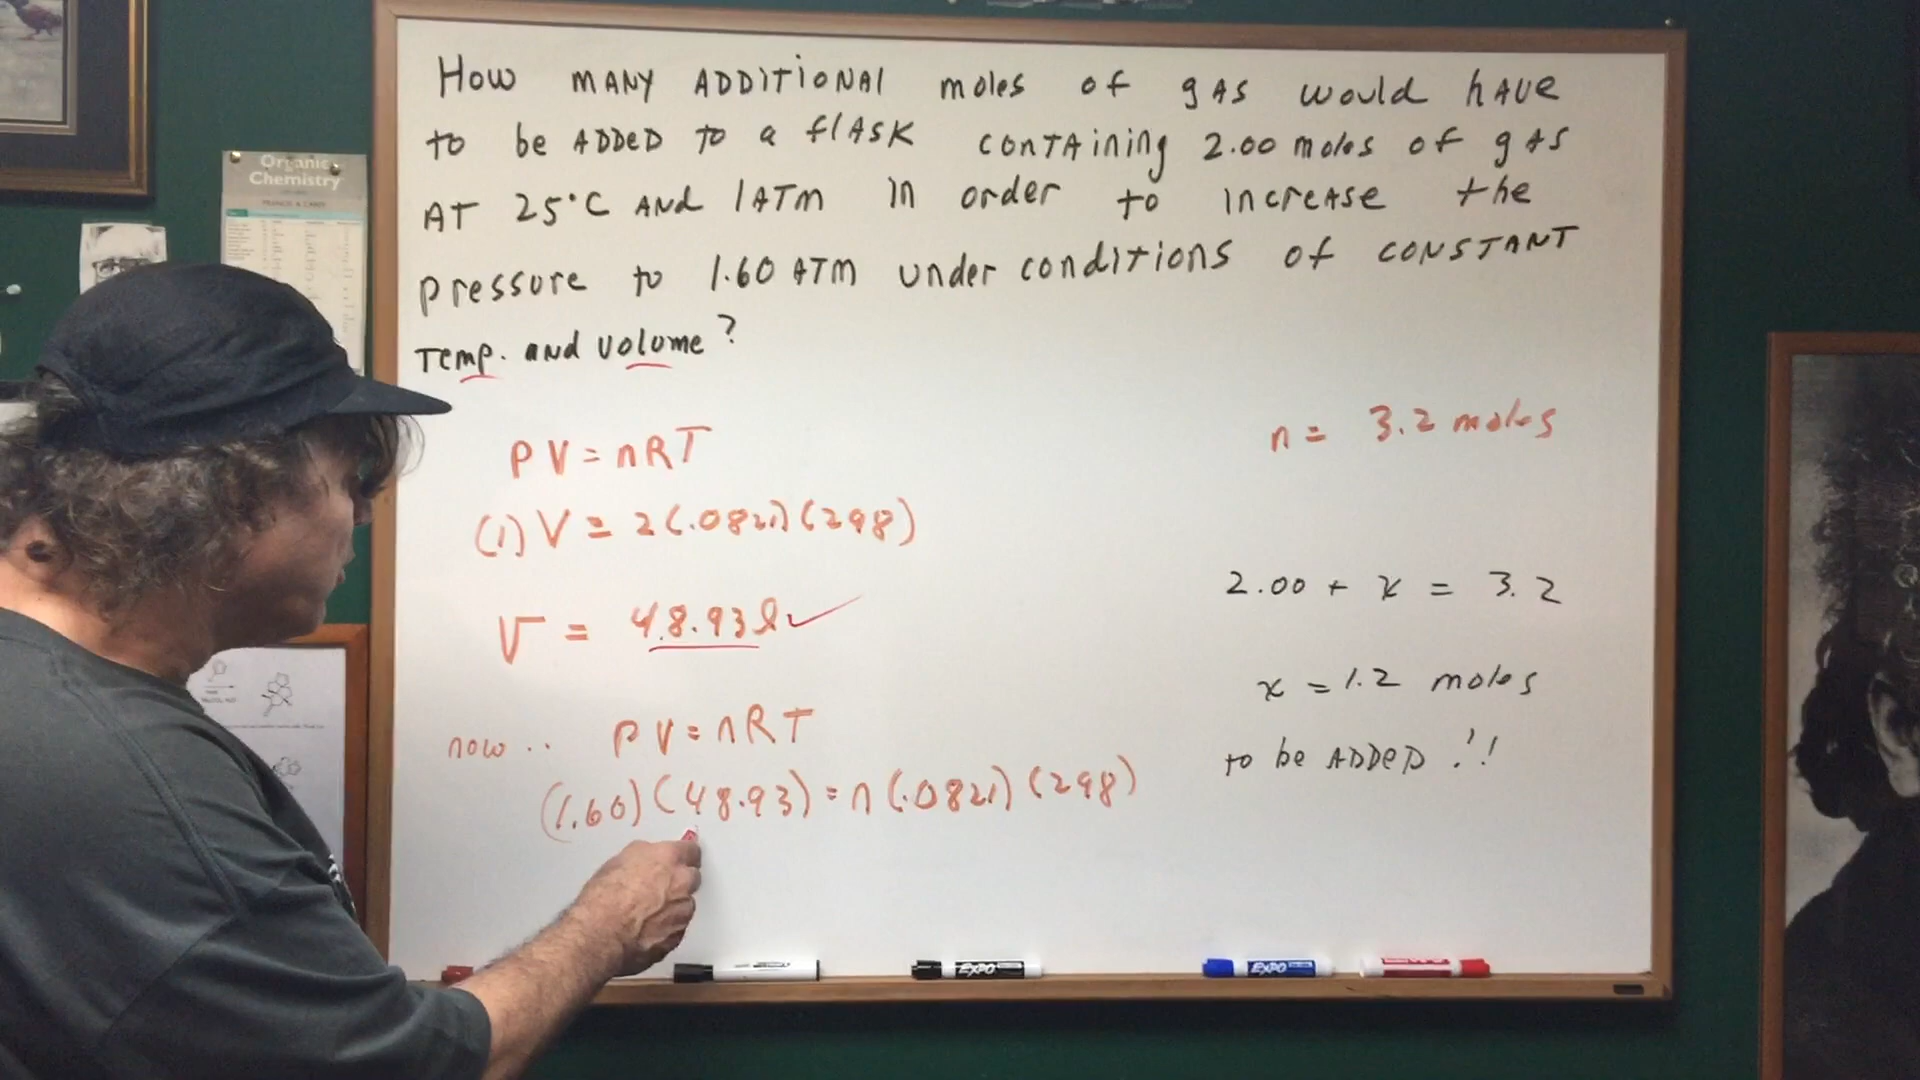 How MANY ADDITIONAL moles of gAS would hAVe
to be ADDeD to a flASK conTAining 2.00 moles of gAS
AT 25°C AND 1ATM in order to increase the
pressure to 1.60 ATM under conditions of CONSTANT
Temp. and volume?
PV=nRT
(1)V = 2(.0821)(298)
V = 48.93l ✓
now.. PV=nRT
(1.60)(48.93)=n(.0821)(298)
n = 3.2 moles
2.00 + x = 3.2
x = 1.2 moles
to be ADDeD !!
Organic
Chemistry
EXPO
EXPO